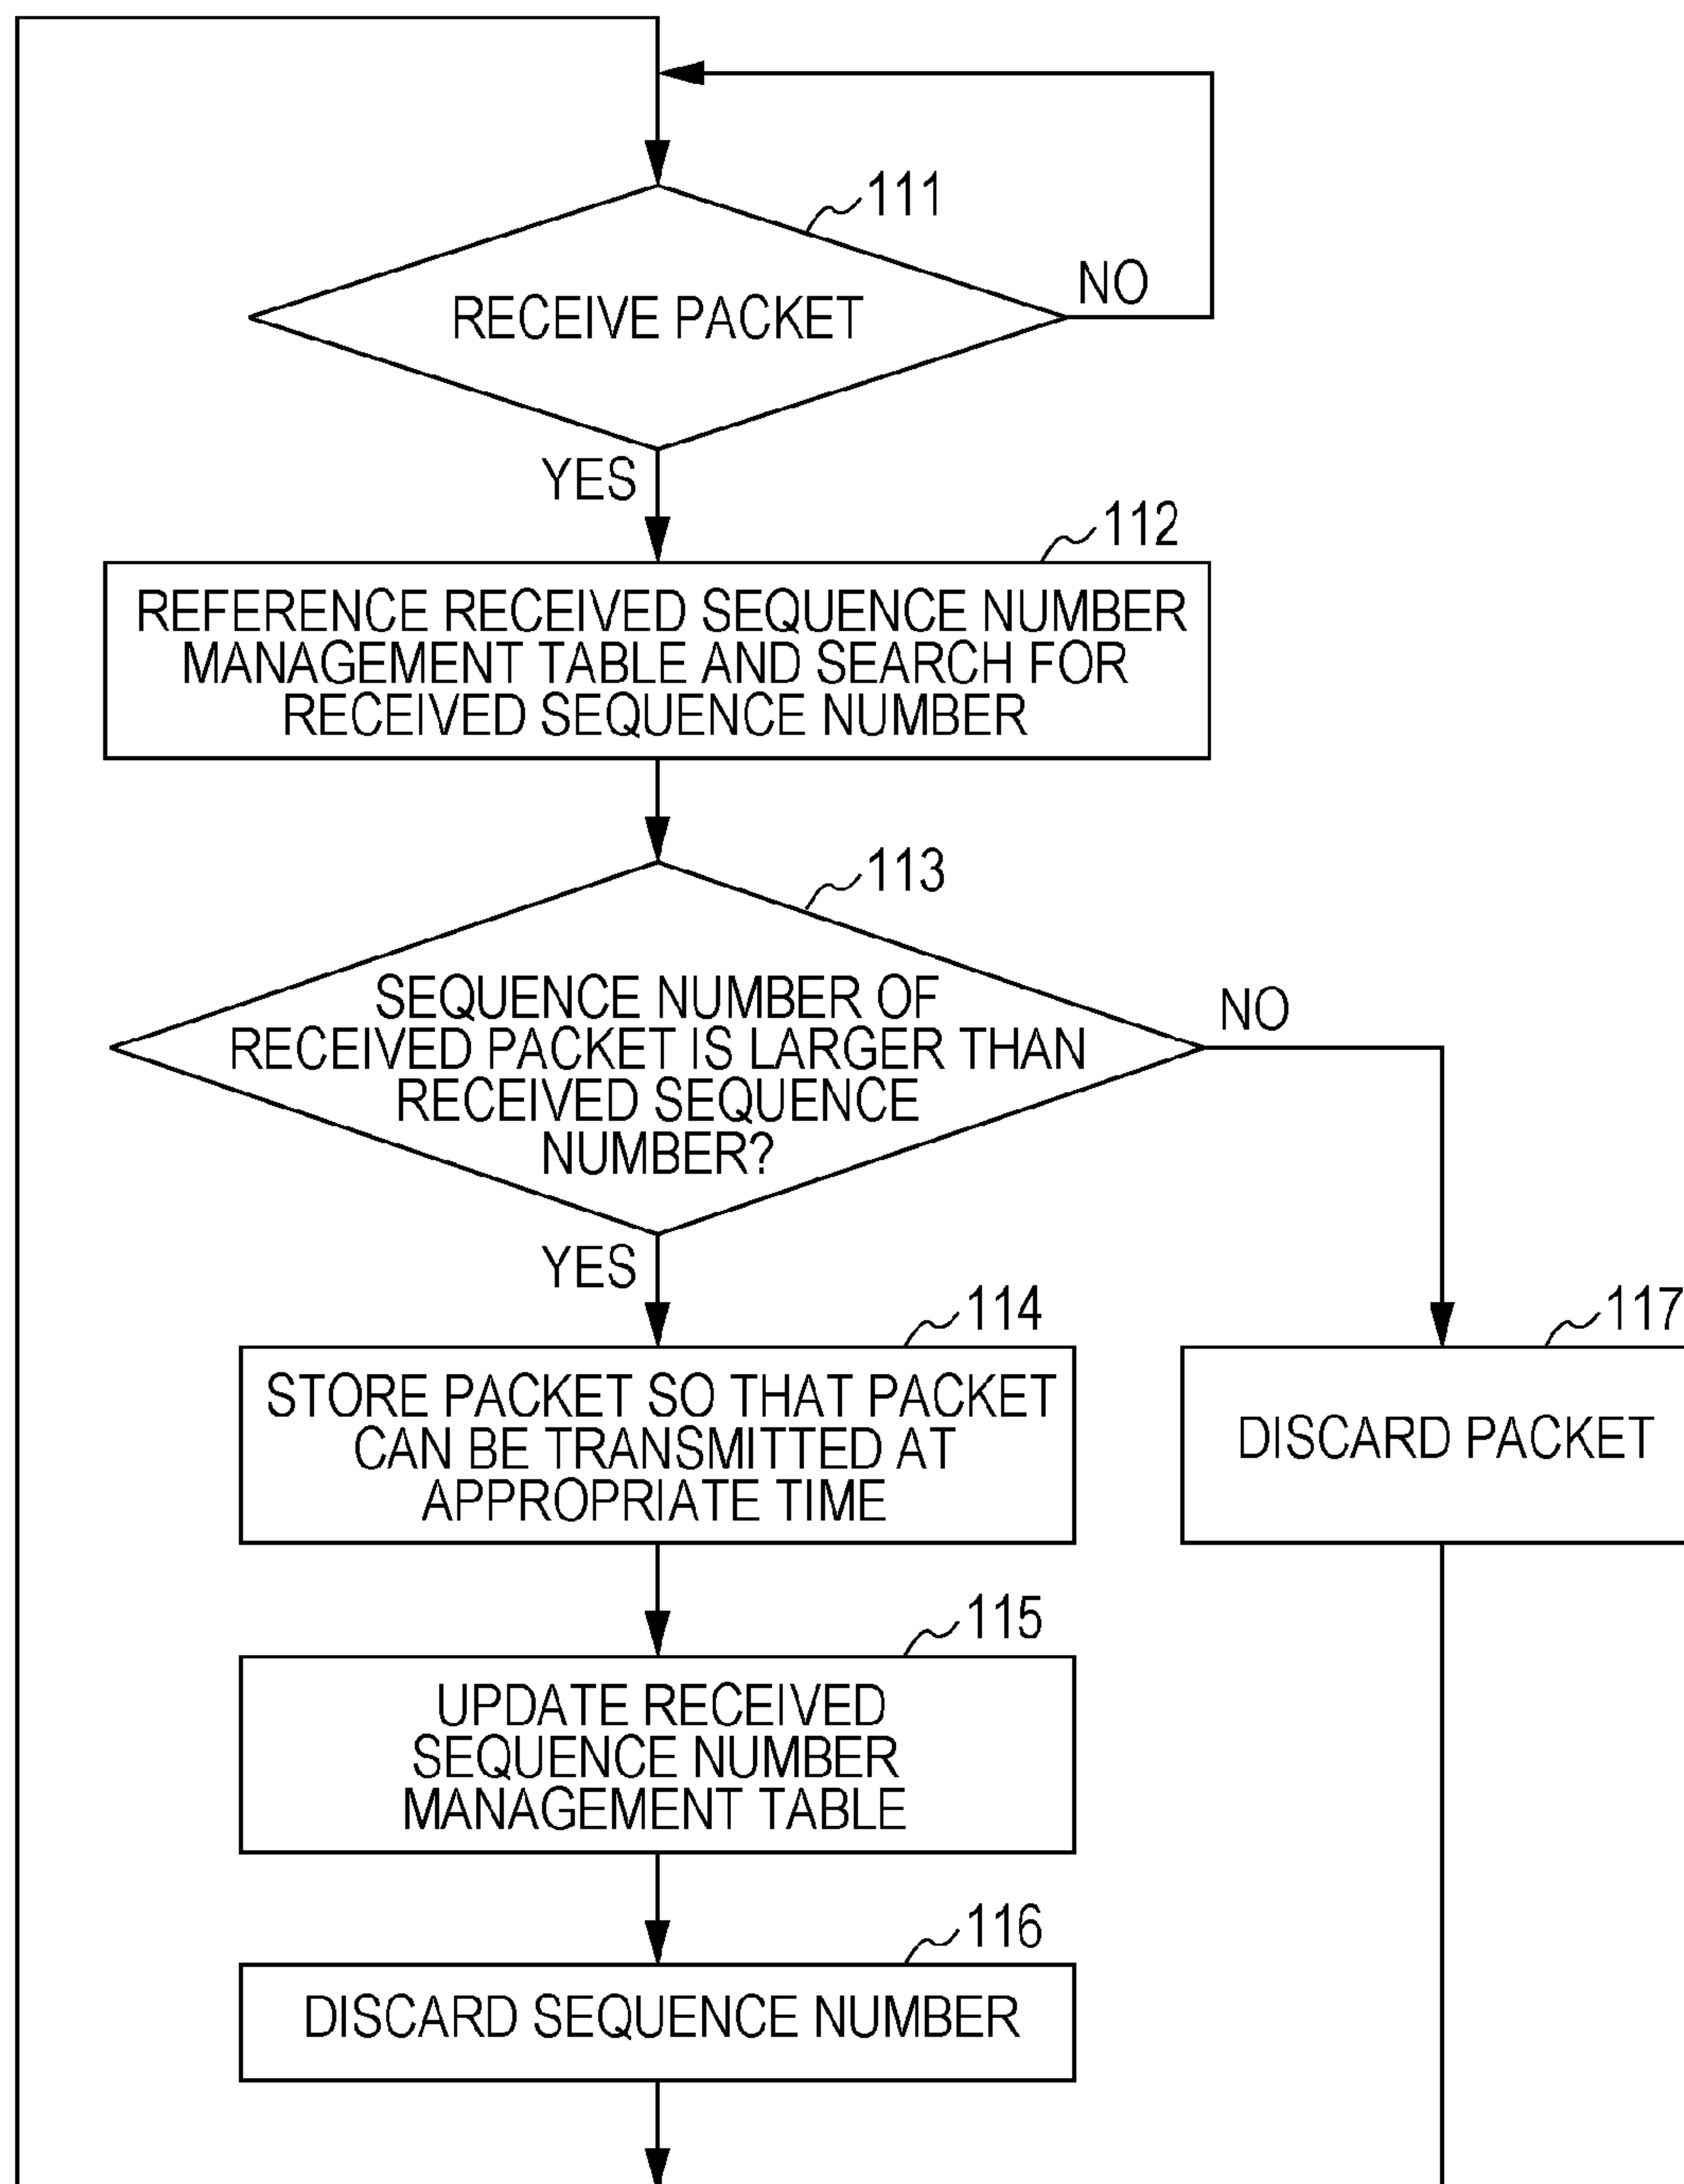 111
RECEIVE PACKET
NO
YES
112
REFERENCE RECEIVED SEQUENCE NUMBER
MANAGEMENT TABLE AND SEARCH FOR
RECEIVED SEQUENCE NUMBER
113
SEQUENCE NUMBER OF
RECEIVED PACKET IS LARGER THAN
RECEIVED SEQUENCE
NUMBER?
NO
YES
114
STORE PACKET SO THAT PACKET
CAN BE TRANSMITTED AT
APPROPRIATE TIME
117
DISCARD PACKET
115
UPDATE RECEIVED
SEQUENCE NUMBER
MANAGEMENT TABLE
116
DISCARD SEQUENCE NUMBER